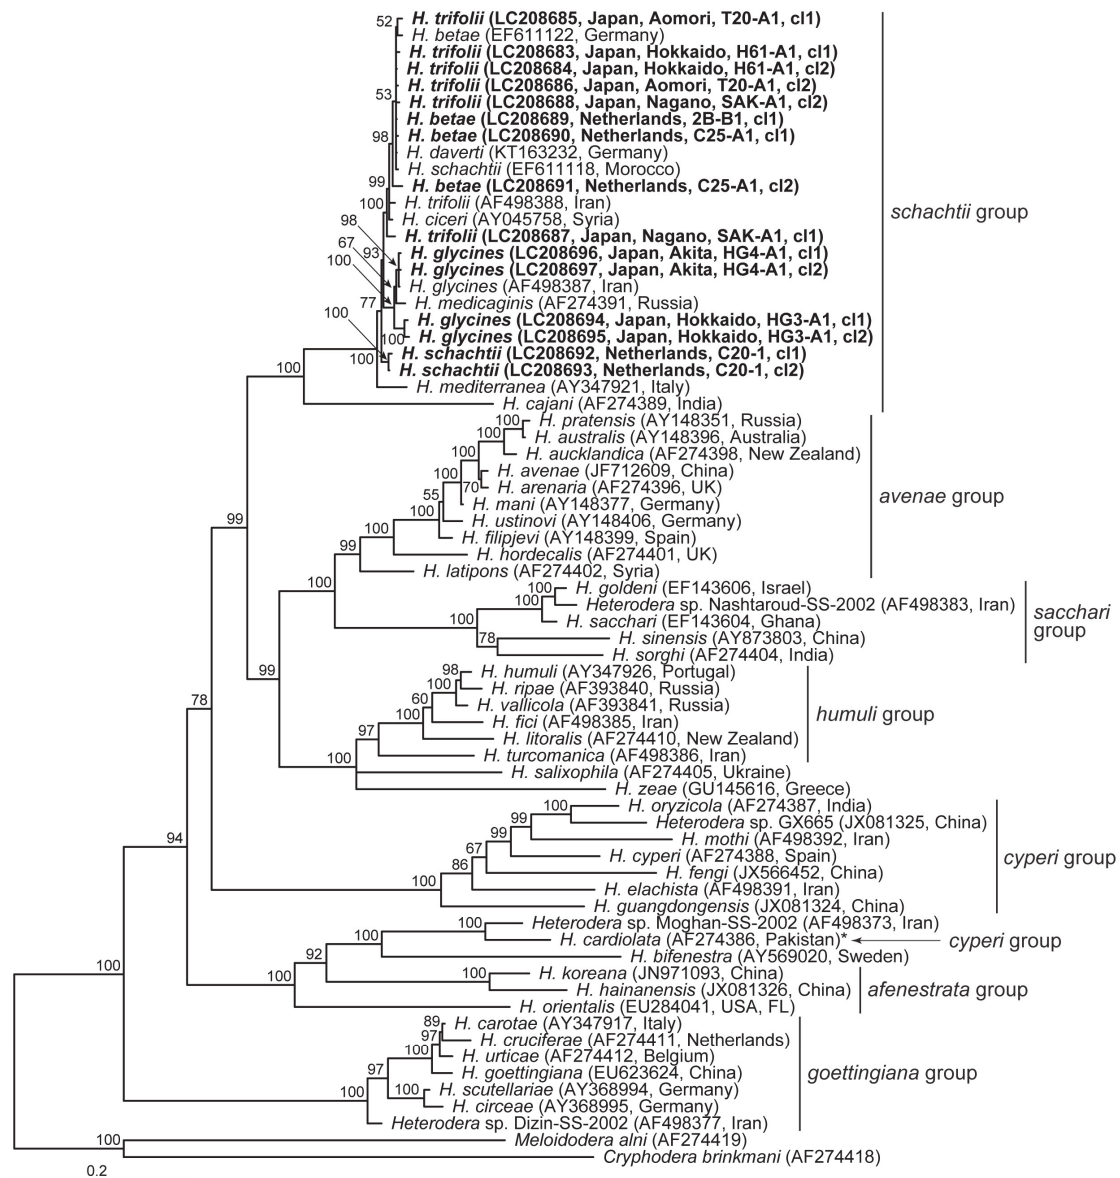 52
H. trifolii (LC208685, Japan, Aomori, T20-A1, cl1)
H. betae (EF611122, Germany)
H. trifolii (LC208683, Japan, Hokkaido, H61-A1, cl1)
H. trifolii (LC208684, Japan, Hokkaido, H61-A1, cl2)
H. trifolii (LC208686, Japan, Aomori, T20-A1, cl2)
53
H. trifolii (LC208688, Japan, Nagano, SAK-A1, cl2)
H. betae (LC208689, Netherlands, 2B-B1, cl1)
98
H. betae (LC208690, Netherlands, C25-A1, cl1)
H. daverti (KT163232, Germany)
H. schachtii (EF611118, Morocco)
99
H. betae (LC208691, Netherlands, C25-A1, cl2)
100
H. trifolii (AF498388, Iran)
H. ciceri (AY045758, Syria)
schachtii group
98
H. trifolii (LC208687, Japan, Nagano, SAK-A1, cl1)
67
93
H. glycines (LC208696, Japan, Akita, HG4-A1, cl1)
100
H. glycines (LC208697, Japan, Akita, HG4-A1, cl2)
H. glycines (AF498387, Iran)
77
H. medicaginis (AF274391, Russia)
100
H. glycines (LC208694, Japan, Hokkaido, HG3-A1, cl1)
100
H. glycines (LC208695, Japan, Hokkaido, HG3-A1, cl2)
100
H. schachtii (LC208692, Netherlands, C20-1, cl1)
100
H. schachtii (LC208693, Netherlands, C20-1, cl2)
H. mediterranea (AY347921, Italy)
H. cajani (AF274389, India)
100
H. pratensis (AY148351, Russia)
100
H. australis (AY148396, Australia)
100
H. aucklandica (AF274398, New Zealand)
100
H. avenae (JF712609, China)
70
H. arenaria (AF274396, UK)
avenae group
55
H. mani (AY148377, Germany)
100
H. ustinovi (AY148406, Germany)
99
100
H. filipjevi (AY148399, Spain)
99
H. hordecalis (AF274401, UK)
H. latipons (AF274402, Syria)
100
100
H. goldeni (EF143606, Israel)
100
Heterodera sp. Nashtaroud-SS-2002 (AF498383, Iran)
sacchari
group
100
H. sacchari (EF143604, Ghana)
78
H. sinensis (AY873803, China)
H. sorghi (AF274404, India)
99
98
H. humuli (AY347926, Portugal)
100
H. ripae (AF393840, Russia)
78
60
H. vallicola (AF393841, Russia)
100
H. fici (AF498385, Iran)
humuli group
97
H. litoralis (AF274410, New Zealand)
H. turcomanica (AF498386, Iran)
100
H. salixophila (AF274405, Ukraine)
H. zeae (GU145616, Greece)
100
H. oryzicola (AF274387, India)
99
Heterodera sp. GX665 (JX081325, China)
94
99
H. mothi (AF498392, Iran)
67
H. cyperi (AF274388, Spain)
cyperi group
86
H. fengi (JX566452, China)
100
H. elachista (AF498391, Iran)
H. guangdongensis (JX081324, China)
100
Heterodera sp. Moghan-SS-2002 (AF498373, Iran)
100
H. cardiolata (AF274386, Pakistan)*
cyperi group
92
H. bifenestra (AY569020, Sweden)
100
100
100
H. koreana (JN971093, China)
H. hainanensis (JX081326, China)
afenestrata group
H. orientalis (EU284041, USA, FL)
89
H. carotae (AY347917, Italy)
97
H. cruciferae (AF274411, Netherlands)
100
H. urticae (AF274412, Belgium)
97
H. goettingiana (EU623624, China)
goettingiana group
100
100
H. scutellariae (AY368994, Germany)
H. circeae (AY368995, Germany)
Heterodera sp. Dizin-SS-2002 (AF498377, Iran)
100
Meloidodera alni (AF274419)
Cryphodera brinkmani (AF274418)
0.2